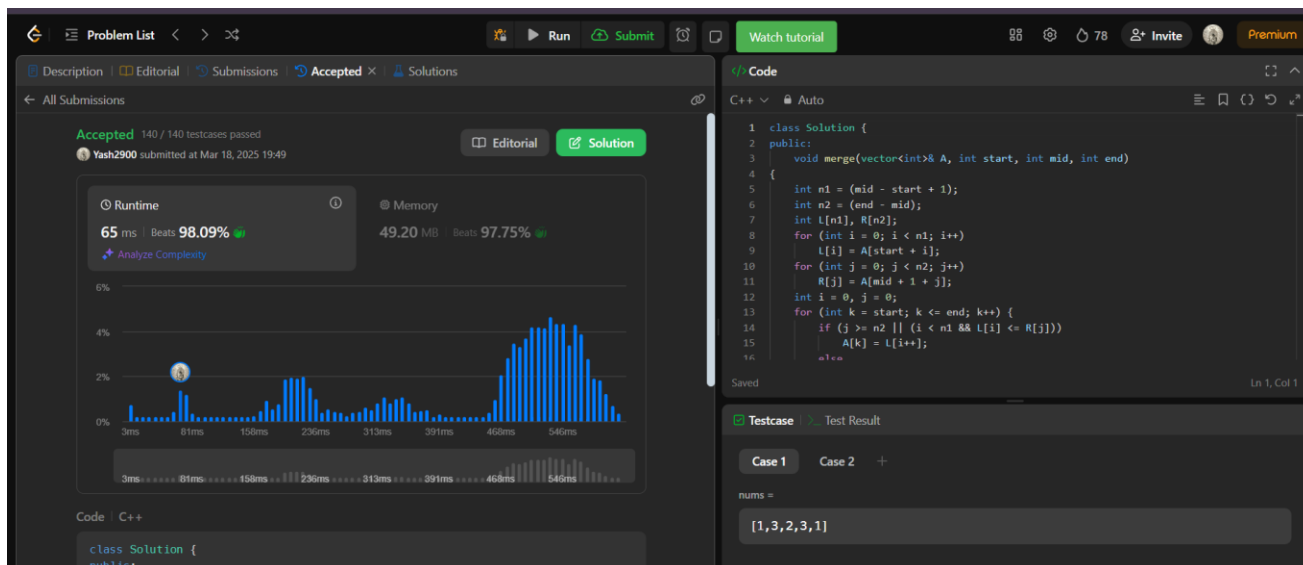 Problem List
Run
Submit
Watch tutorial
78
Invite
Premium
Description
Editorial
Submissions
Accepted
Solutions
All Submissions
Accepted 140 / 140 testcases passed
Yash2900 submitted at Mar 18, 2025 19:49
Editorial
Solution
Runtime
65 ms Beats 98.09%
Analyze Complexity
Memory
49.20 MB Beats 97.75%
6%
4%
2%
0%
3ms 81ms 158ms 236ms 313ms 391ms 468ms 546ms
3ms 81ms 158ms 236ms 313ms 391ms 468ms 546ms
Code C++
class Solution {
public:
</> Code
C++ Auto
1 class Solution {
2 public:
3 void merge(vector<int>& A, int start, int mid, int end)
4 {
5 int n1 = (mid - start + 1);
6 int n2 = (end - mid);
7 int L[n1], R[n2];
8 for (int i = 0; i < n1; i++)
9 L[i] = A[start + i];
10 for (int j = 0; j < n2; j++)
11 R[j] = A[mid + 1 + j];
12 int i = 0, j = 0;
13 for (int k = start; k <= end; k++) {
14 if (j >= n2 || (i < n1 && L[i] <= R[j]))
15 A[k] = L[i++];
16 else
Saved
Ln 1, Col 1
Testcase
Test Result
Case 1
Case 2
+
nums =
[1,3,2,3,1]